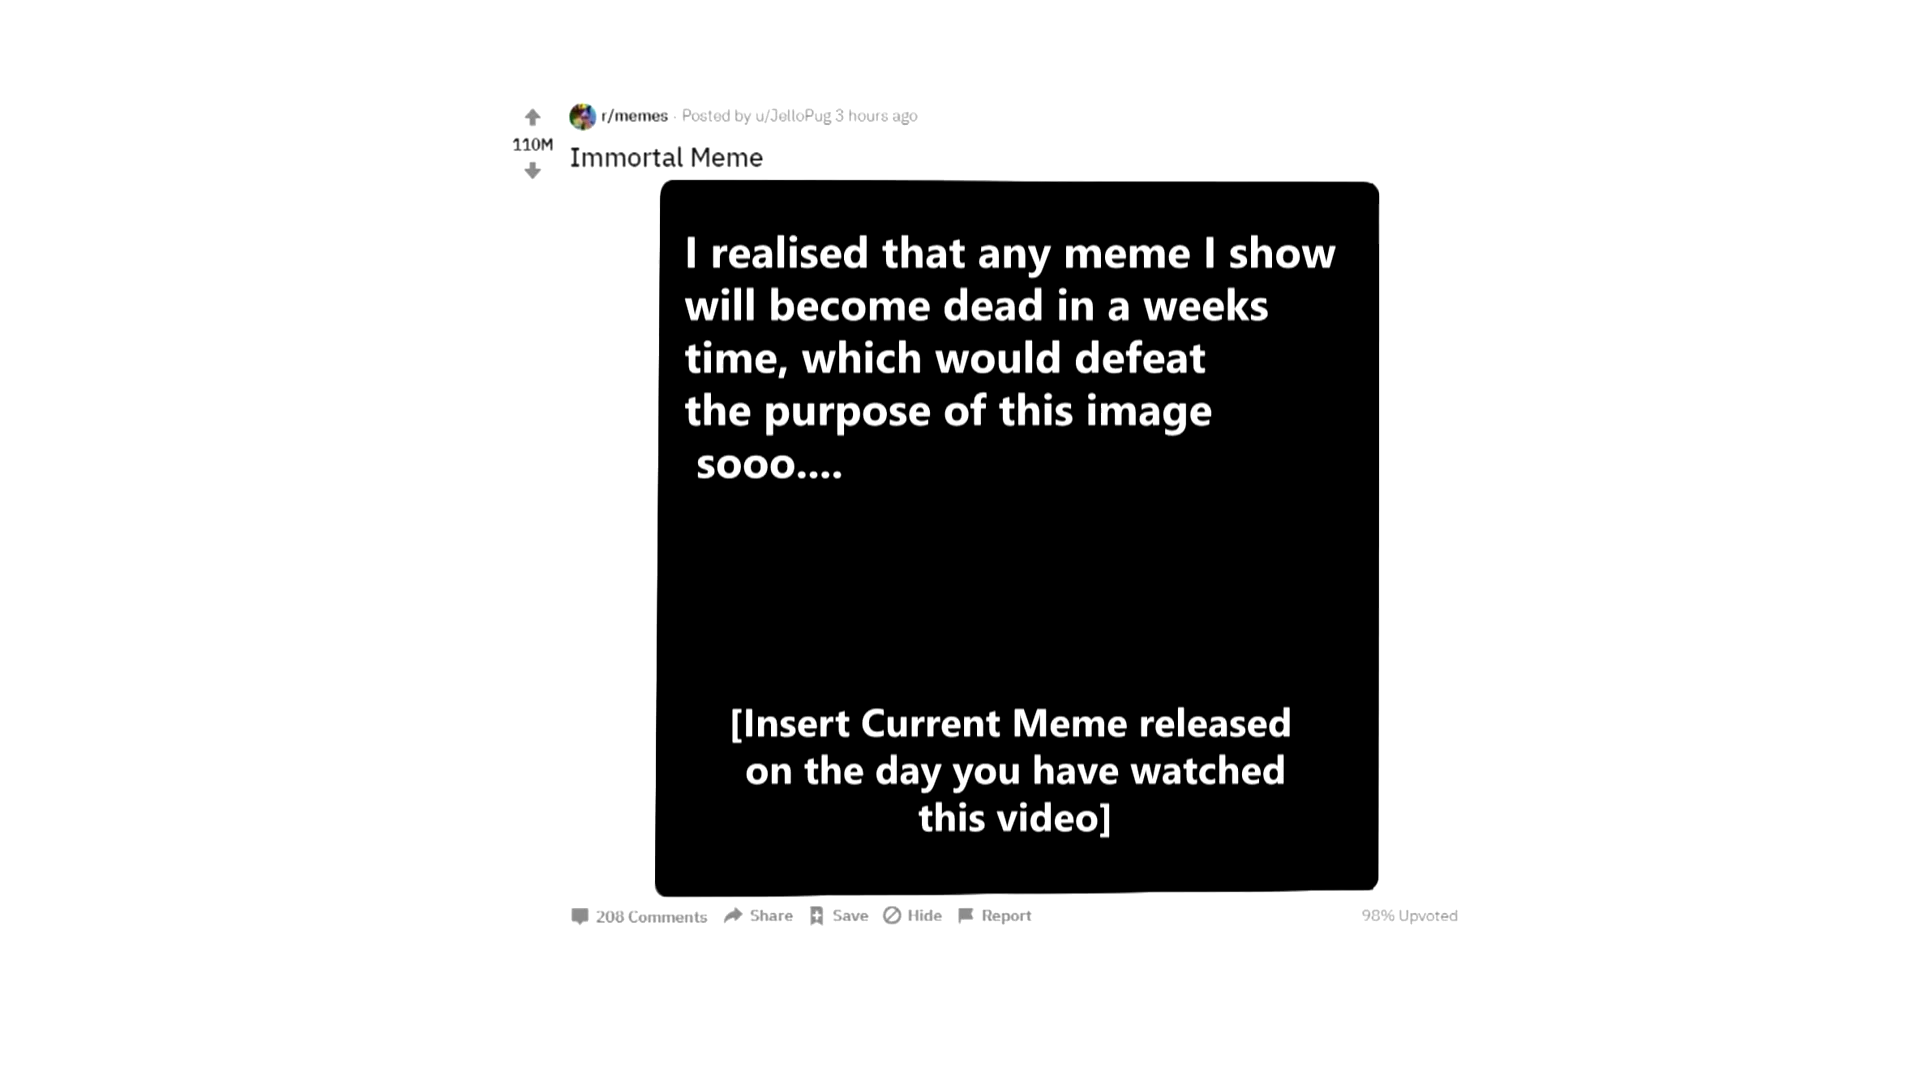 r/memes · Posted by u/JelloPug 3 hours ago
110M
Immortal Meme
I realised that any meme I show
will become dead in a weeks
time, which would defeat
the purpose of this image
sooo....
[Insert Current Meme released
on the day you have watched
this video]
208 Comments Share Save Hide Report 98% Upvoted